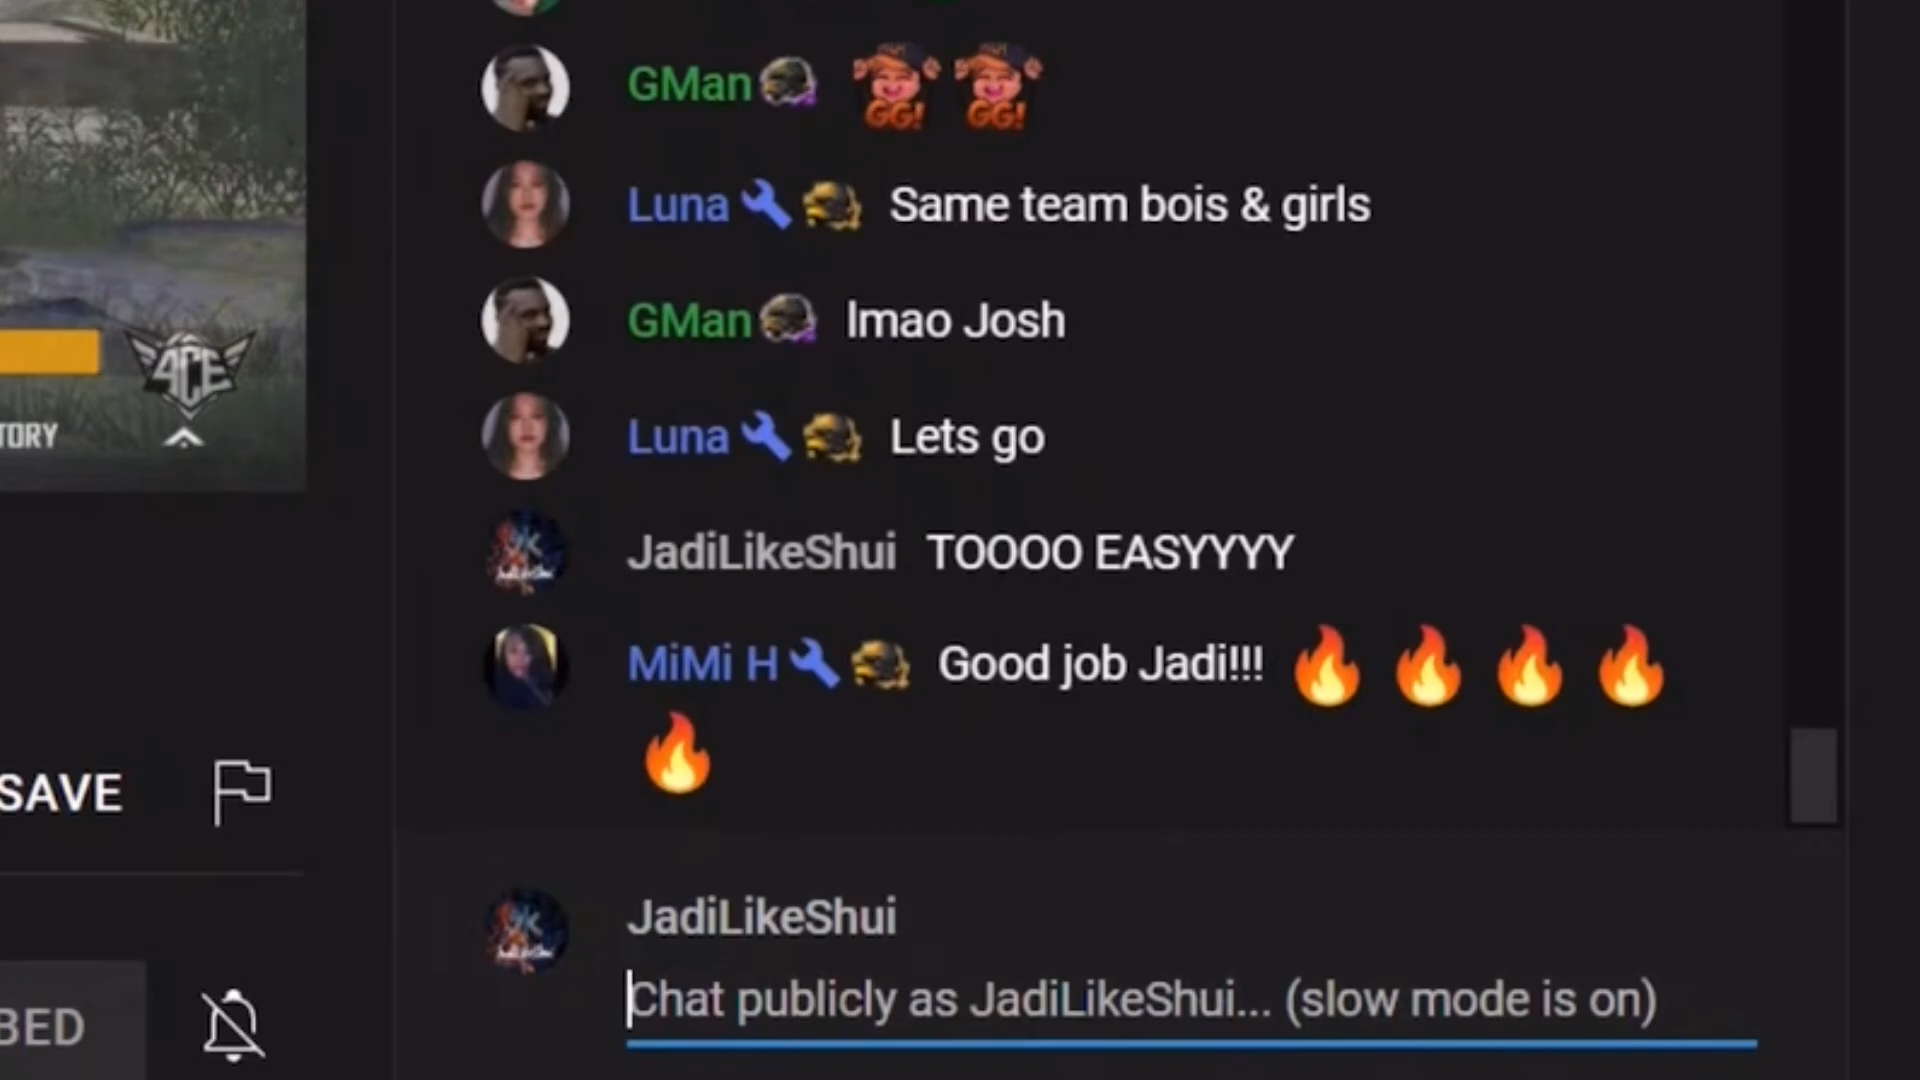 GMan GG! GG!
Luna Same team bois & girls
GMan lmao Josh
Luna Lets go
JadiLikeShui TOOOO EASYYYY
MiMi H Good job Jadi!!! 🔥 🔥 🔥 🔥
🔥
4CE
TORY
SAVE
JadiLikeShui
Chat publicly as JadiLikeShui... (slow mode is on)
BED